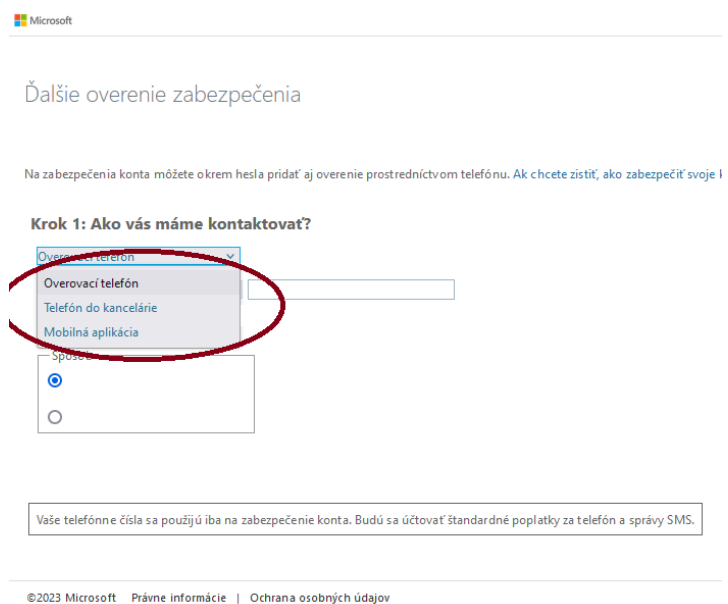 Microsoft
Ďalšie overenie zabezpečenia
Na zabezpečenia konta môžete okrem hesla pridať aj overenie prostredníctvom telefónu. Ak chcete zistiť, ako zabezpečiť svoje
Krok 1: Ako vás máme kontaktovať?
Overovací telefón
Overovací telefón
Telefón do kancelárie
Mobilná aplikácia
Vaše telefónne čísla sa použijú iba na zabezpečenie konta. Budú sa účtovať štandardné poplatky za telefón a správy SMS.
©2023 Microsoft Právne informácie | Ochrana osobných údajov